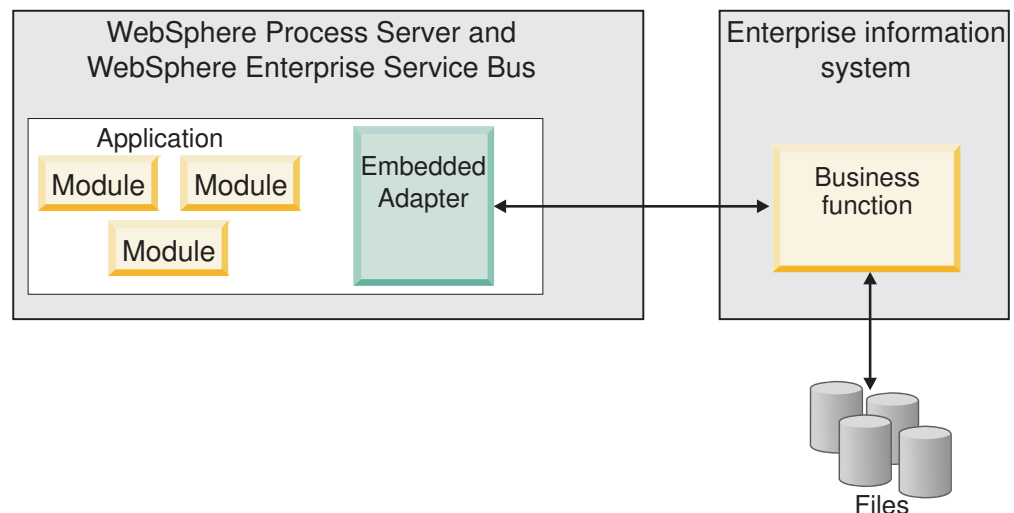 WebSphere Process Server and
WebSphere Enterprise Service Bus
Application
Module
Module
Module
Embedded
Adapter
Enterprise information
system
Business
function
Files